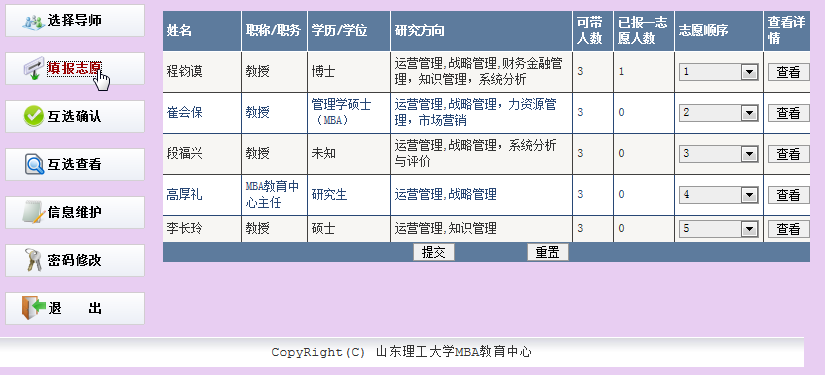 选择导师
填报志愿
互选确认
互选查看
信息维护
密码修改
退 出
姓名 职称/职务 学历/学位 研究方向 可带人数 已报一志愿人数 志愿顺序 查看详情
程钧谟 教授 博士 运营管理,战略管理,财务金融管理，知识管理，系统分析 3 1 1 查看
崔会保 教授 管理学硕士（MBA） 运营管理,战略管理，力资源管理，市场营销 3 0 2 查看
段福兴 教授 未知 运营管理,战略管理，系统分析与评价 3 0 3 查看
高厚礼 MBA教育中心主任 研究生 运营管理,战略管理 3 0 4 查看
李长玲 教授 硕士 运营管理,知识管理 3 0 5 查看
提交 重置
CopyRight(C) 山东理工大学MBA教育中心